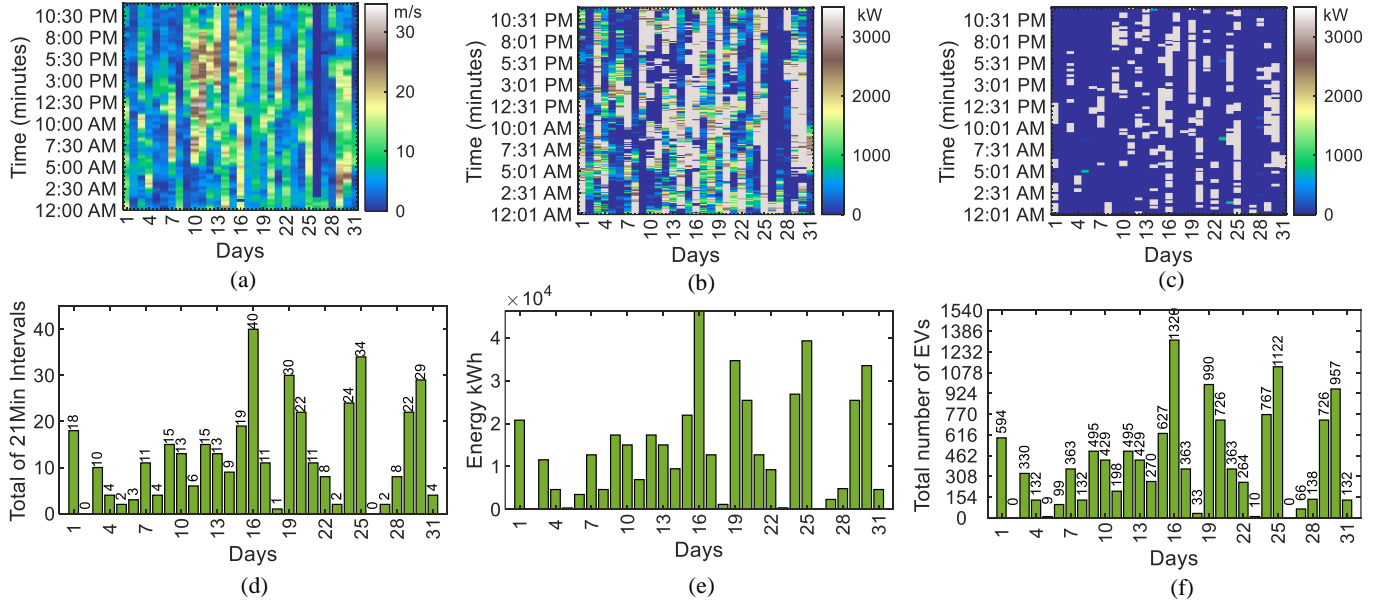 m/s
30
20
10
0
10:30 PM
8:00 PM
5:30 PM
3:00 PM
12:30 PM
10:00 AM
7:30 AM
5:00 AM
2:30 AM
12:00 AM
Time (minutes)
1 4 7 10 13 16 19 22 25 28 31
Days
(a)
kW
3000
2000
1000
0
10:31 PM
8:01 PM
5:31 PM
3:01 PM
12:31 PM
10:01 AM
7:31 AM
5:01 AM
2:31 AM
12:01 AM
Time (minutes)
1 4 7 10 13 16 19 22 25 28 31
Days
(b)
kW
3000
2000
1000
0
10:31 PM
8:01 PM
5:31 PM
3:01 PM
12:31 PM
10:01 AM
7:31 AM
5:01 AM
2:31 AM
12:01 AM
Time (minutes)
1 4 7 10 13 16 19 22 25 28 31
Days
(c)
Total of 21Min Intervals
40
30
20
10
0
18 0 10 4 2 3 11 4 15 13 6 15 13 9 19 40 11 1 30 22 11 8 2 24 34 0 2 8 22 29 4
1 4 7 10 13 16 19 22 25 28 31
Days
(d)
× 10⁴
Energy kWh
4
2
0
1 4 7 10 13 16 19 22 25 28 31
Days
(e)
Total number of EVs
1540
1386
1232
1078
924
770
616
462
308
154
0
594 0 330 132 9 99 363 132 495 429 198 495 429 270 627 1320 363 33 990 726 363 264 10 767 1122 0 66 138 726 957 132
1 4 7 10 13 16 19 22 25 28 31
Days
(f)